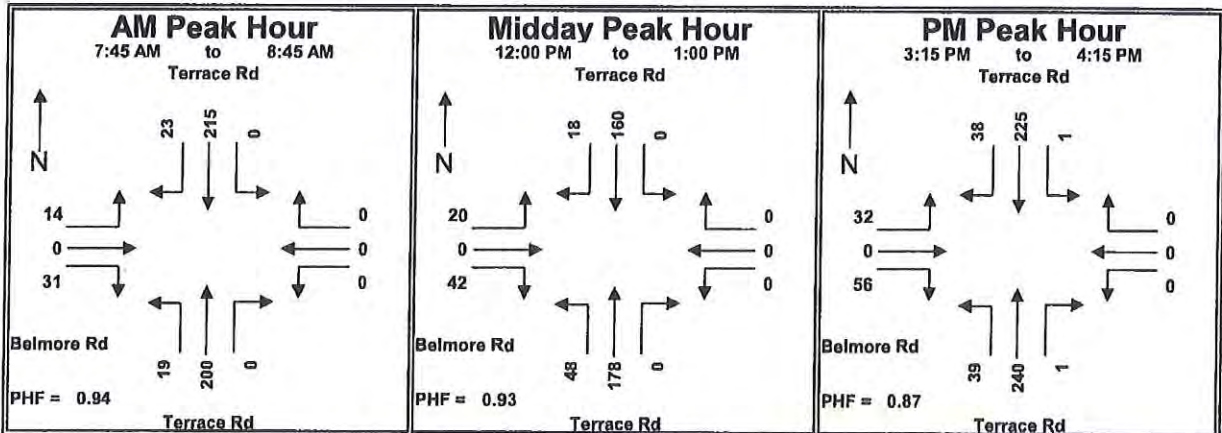 AM Peak Hour
7:45 AM to 8:45 AM
Terrace Rd
N
23 215 0
14
0
31
0
0
0
19 200 0
Belmore Rd
PHF = 0.94
Terrace Rd
Midday Peak Hour
12:00 PM to 1:00 PM
Terrace Rd
N
18 160 0
20
0
42
0
0
0
48 178 0
PHF = 0.93
Terrace Rd
PM Peak Hour
3:15 PM to 4:15 PM
Terrace Rd
N
38 225 1
32
0
56
0
0
0
39 240 1
Belmore Rd
PHF = 0.87
Terrace Rd